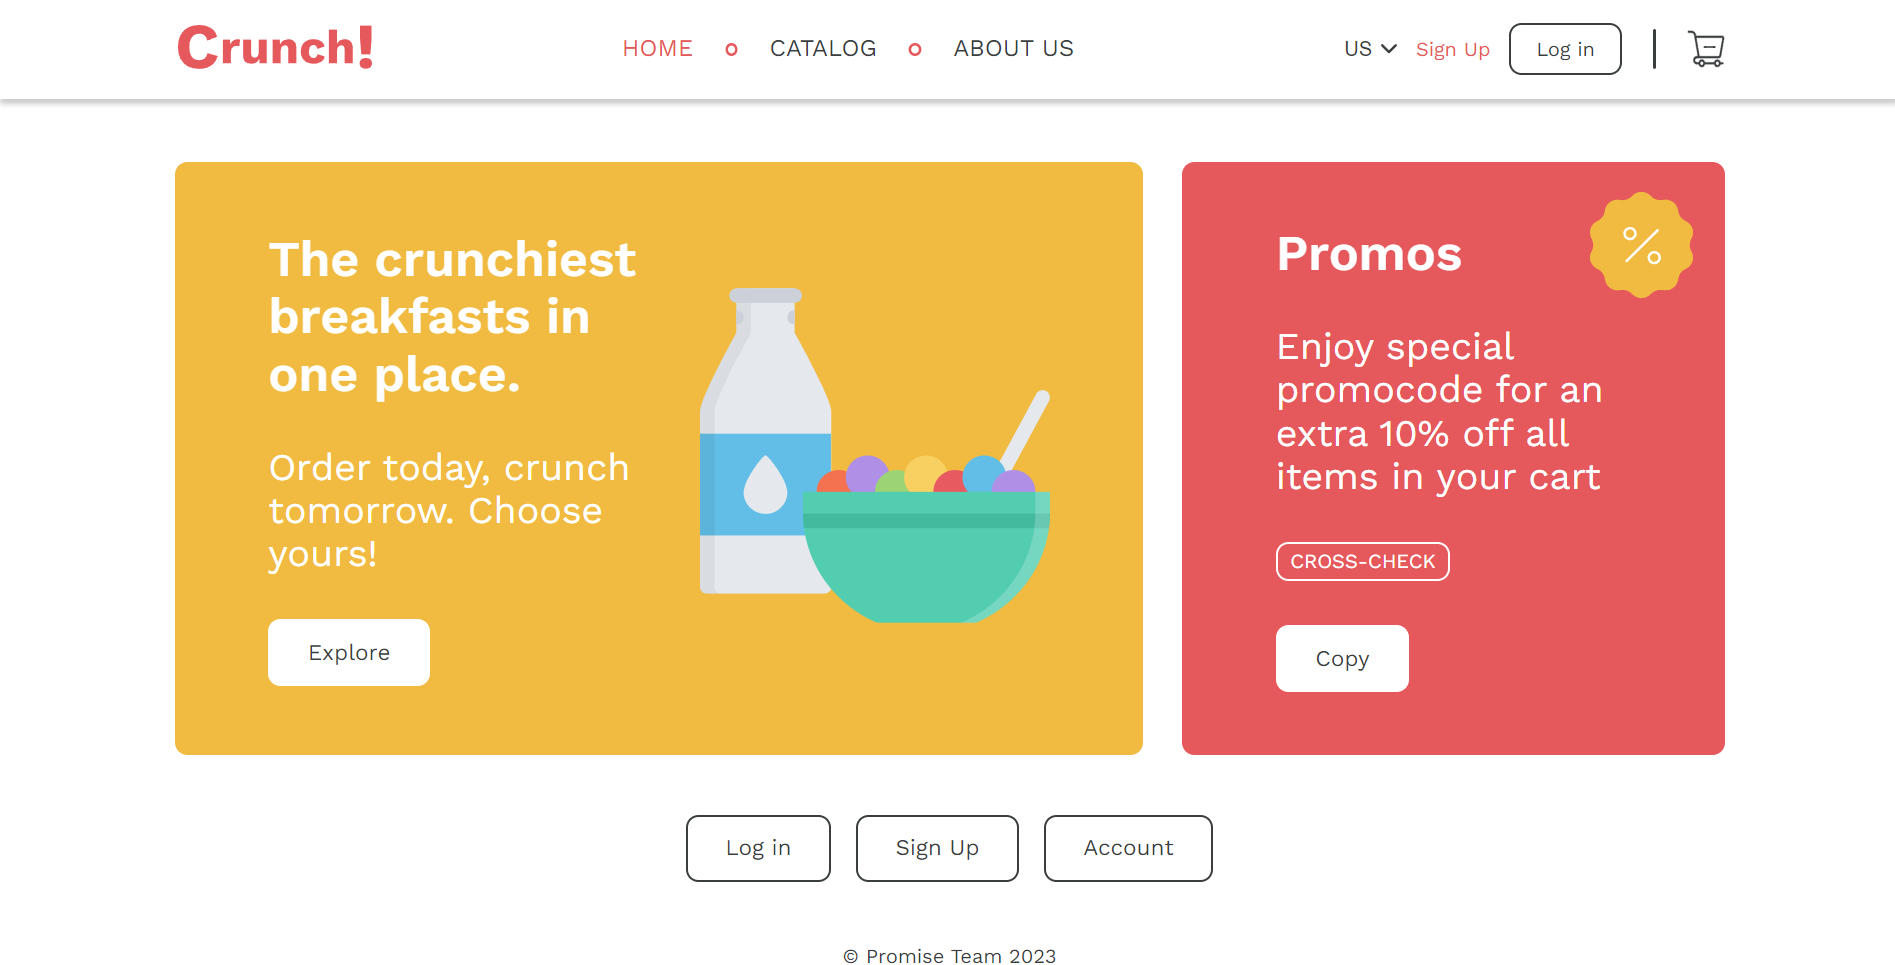 Crunch!
HOME
CATALOG
ABOUT US
US
Sign Up
Log in
The crunchiest
breakfasts in
one place.
Order today, crunch
tomorrow. Choose
yours!
Explore
Promos
%
Enjoy special
promocode for an
extra 10% off all
items in your cart
CROSS-CHECK
Copy
Log in
Sign Up
Account
© Promise Team 2023